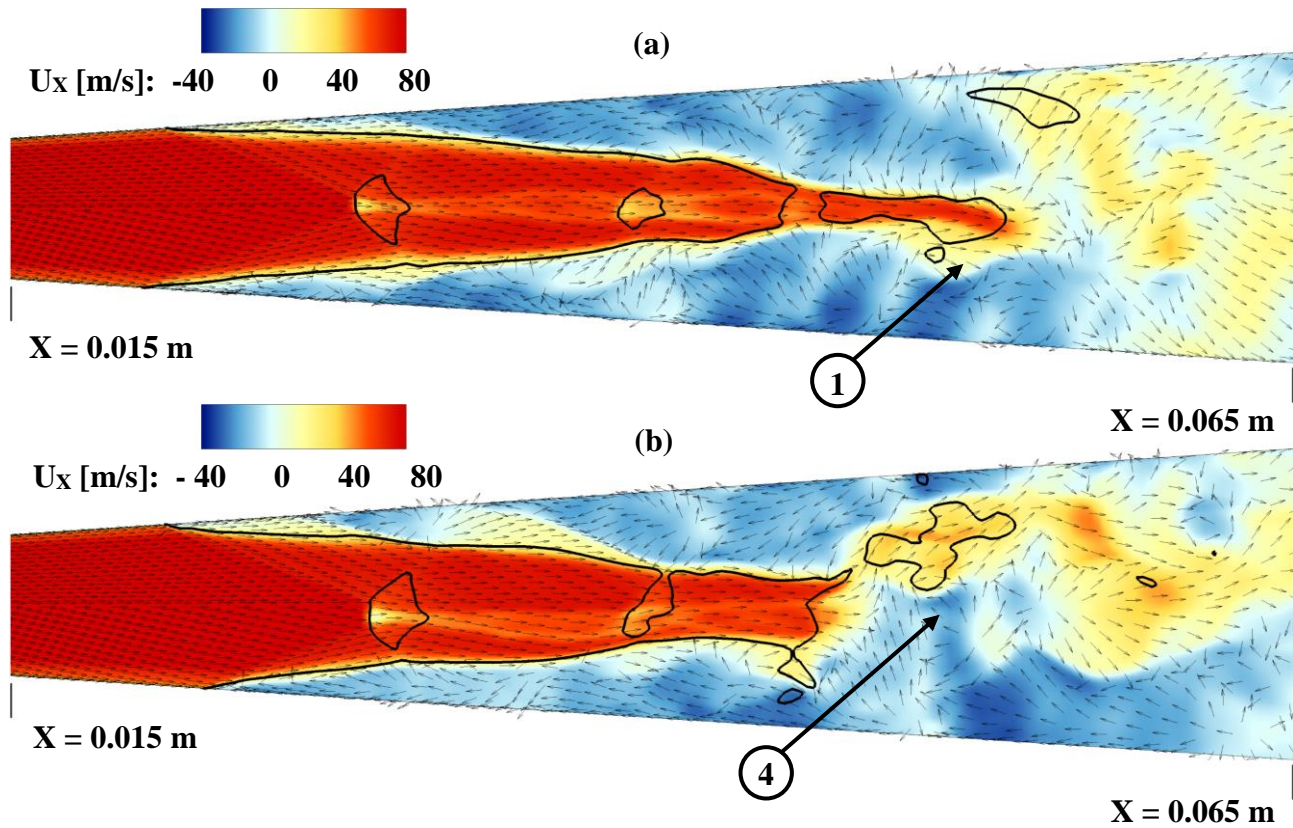 (a)
Ux [m/s]: -40 0 40 80
X = 0.015 m
1
X = 0.065 m
(b)
Ux [m/s]: - 40 0 40 80
X = 0.015 m
4
X = 0.065 m